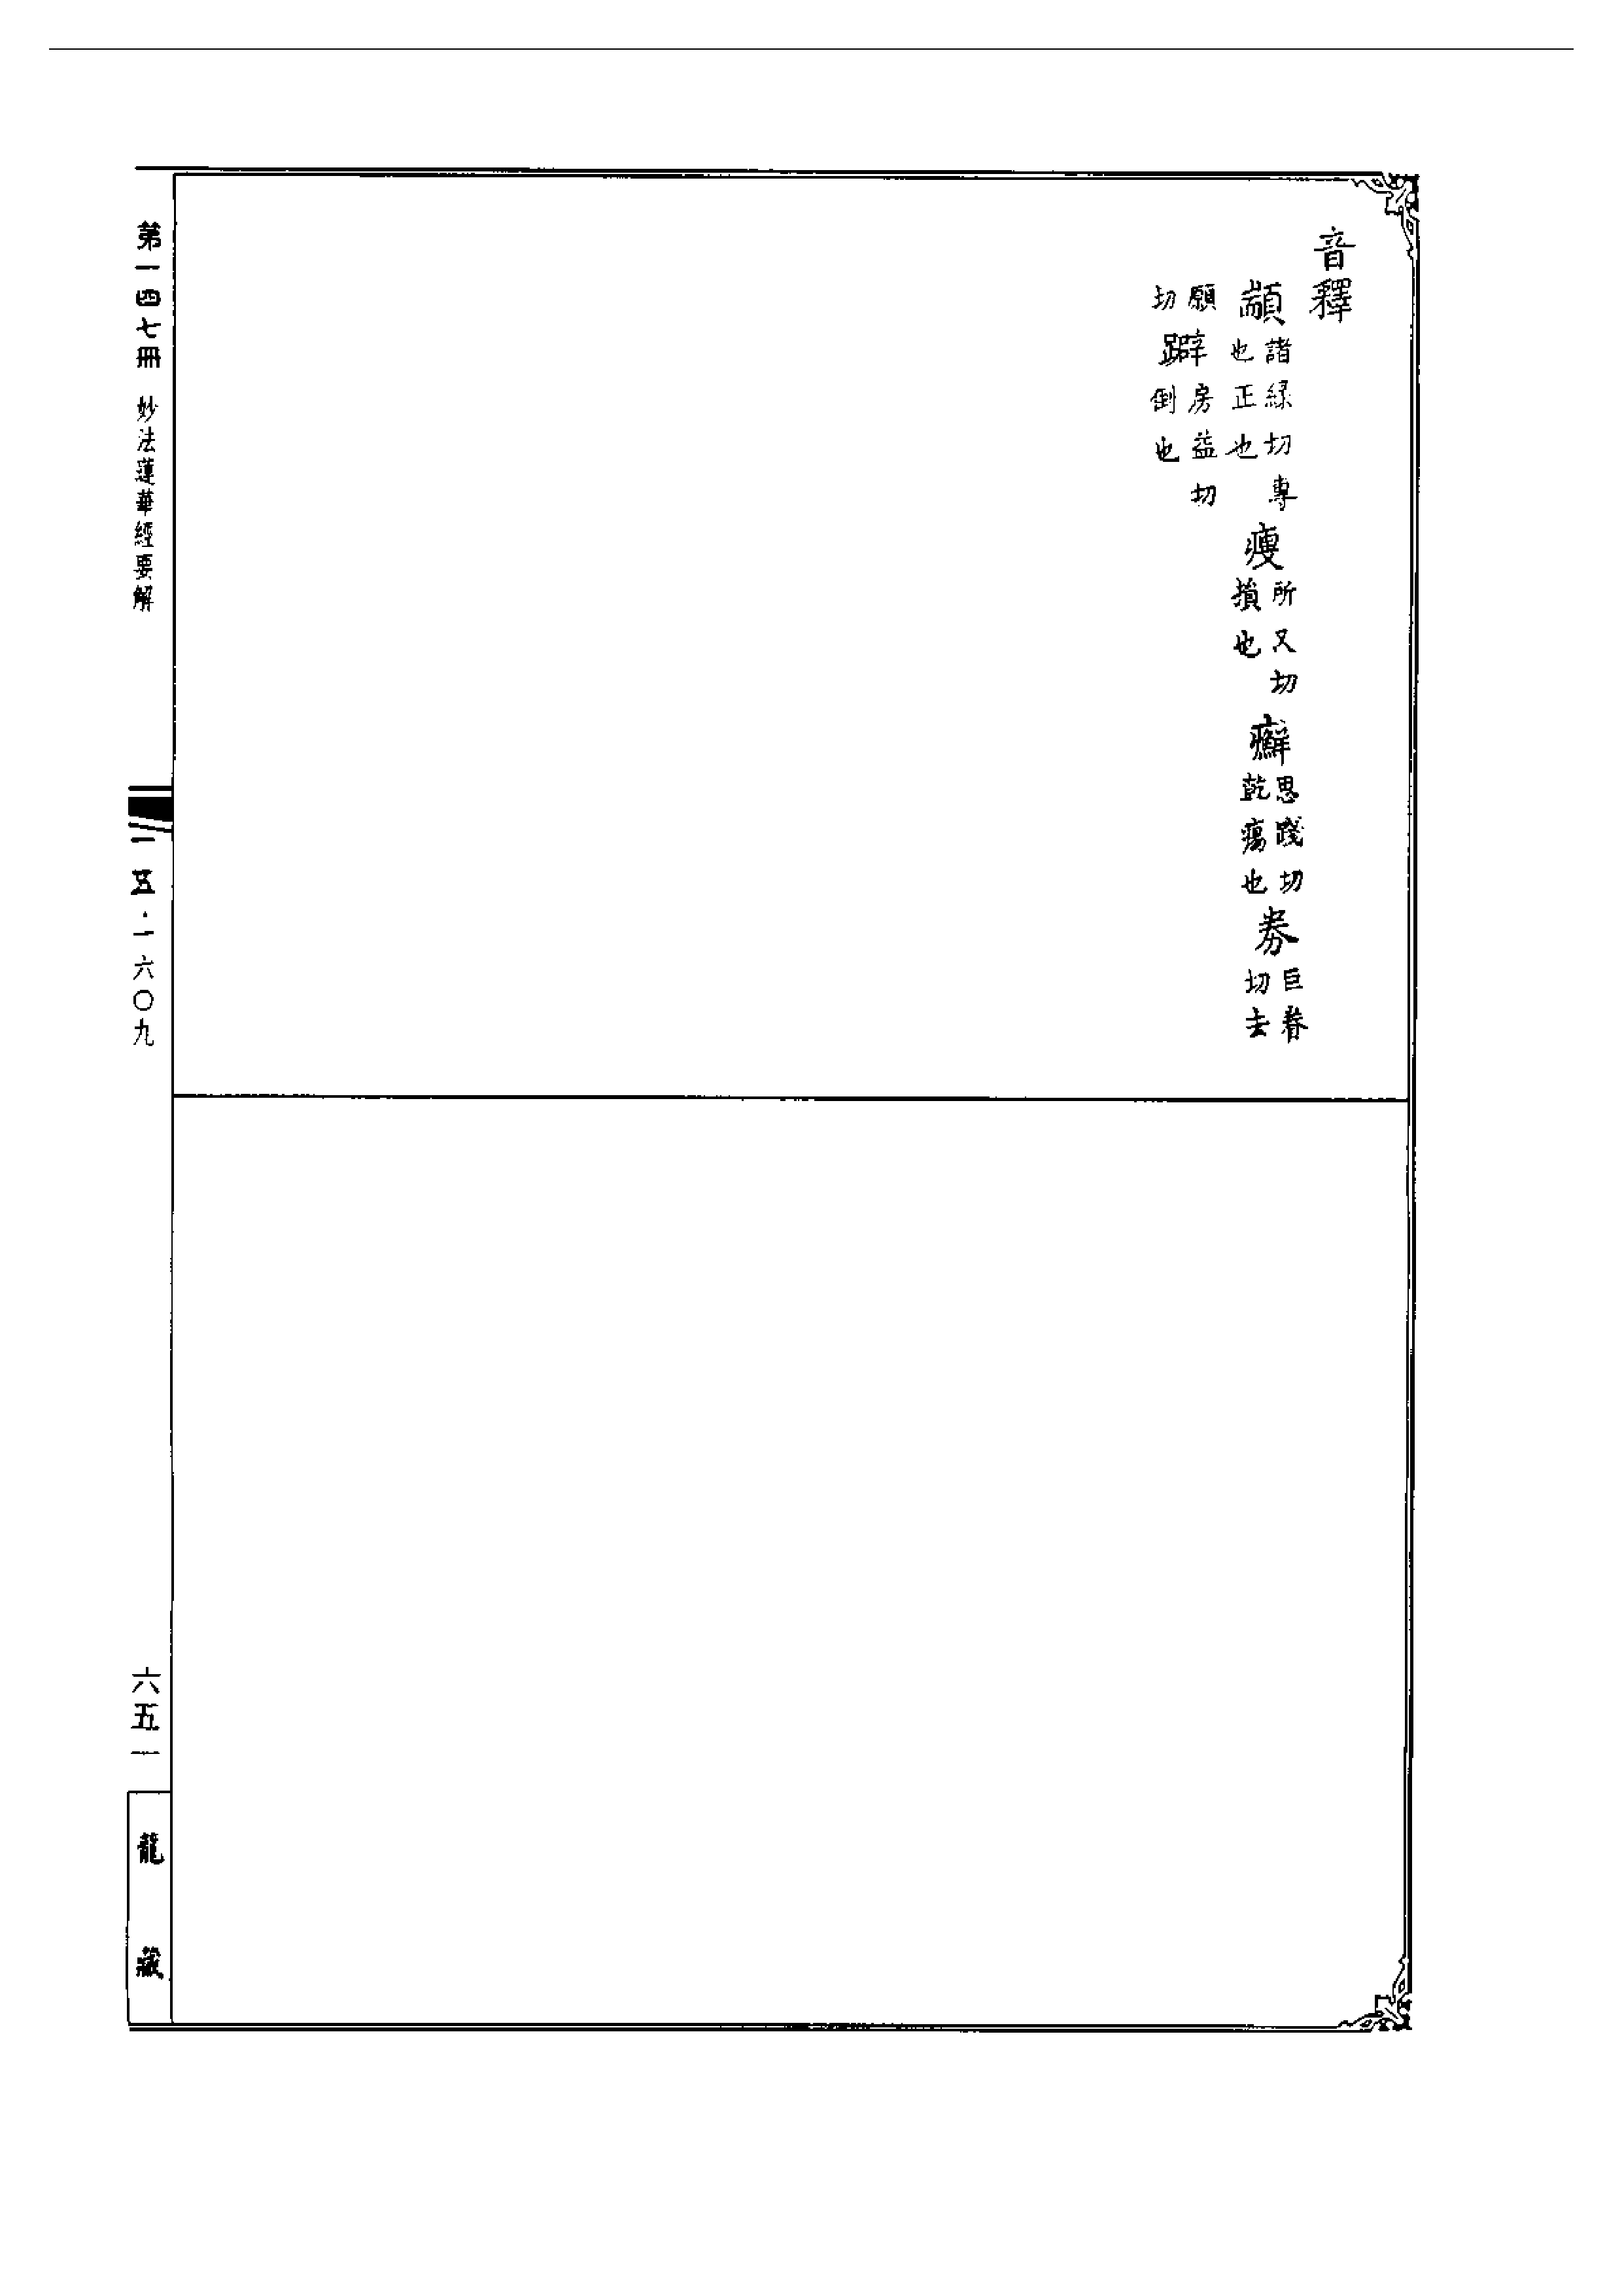 音釋
顓諸緣切專也正也 瘦所又切損也 癬思踐切乾瘍也 券巨眷切去
願切 躃房益切倒也
第一四七冊 妙法蓮華經要解
一五·一六〇九
六五一
龍藏